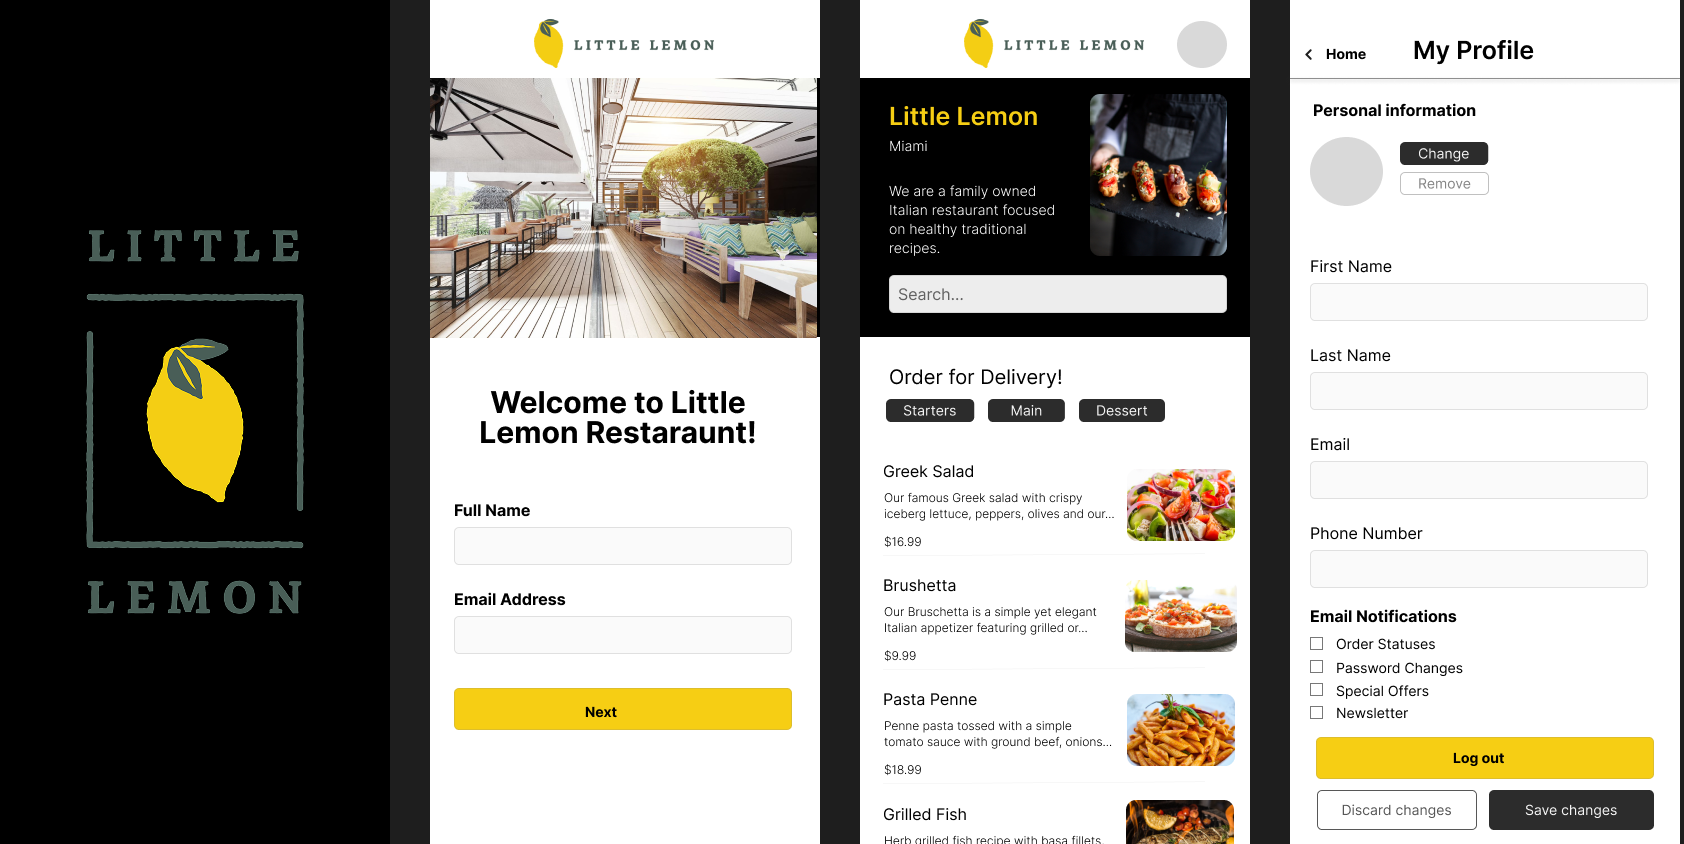 LITTLE
LEMON
LITTLE LEMON
Welcome to Little
Lemon Restaraunt!
Full Name
Email Address
Next
LITTLE LEMON
Little Lemon
Miami
We are a family owned
Italian restaurant focused
on healthy traditional
recipes.
Search...
Order for Delivery!
Starters Main Dessert
Greek Salad
Our famous Greek salad with crispy
iceberg lettuce, peppers, olives and our...
$16.99
Brushetta
Our Bruschetta is a simple yet elegant
Italian appetizer featuring grilled or...
$9.99
Pasta Penne
Penne pasta tossed with a simple
tomato sauce with ground beef, onions...
$18.99
Grilled Fish
Herb grilled fish recipe with basa fillets,
Home My Profile
Personal information
Change
Remove
First Name
Last Name
Email
Phone Number
Email Notifications
Order Statuses
Password Changes
Special Offers
Newsletter
Log out
Discard changes Save changes